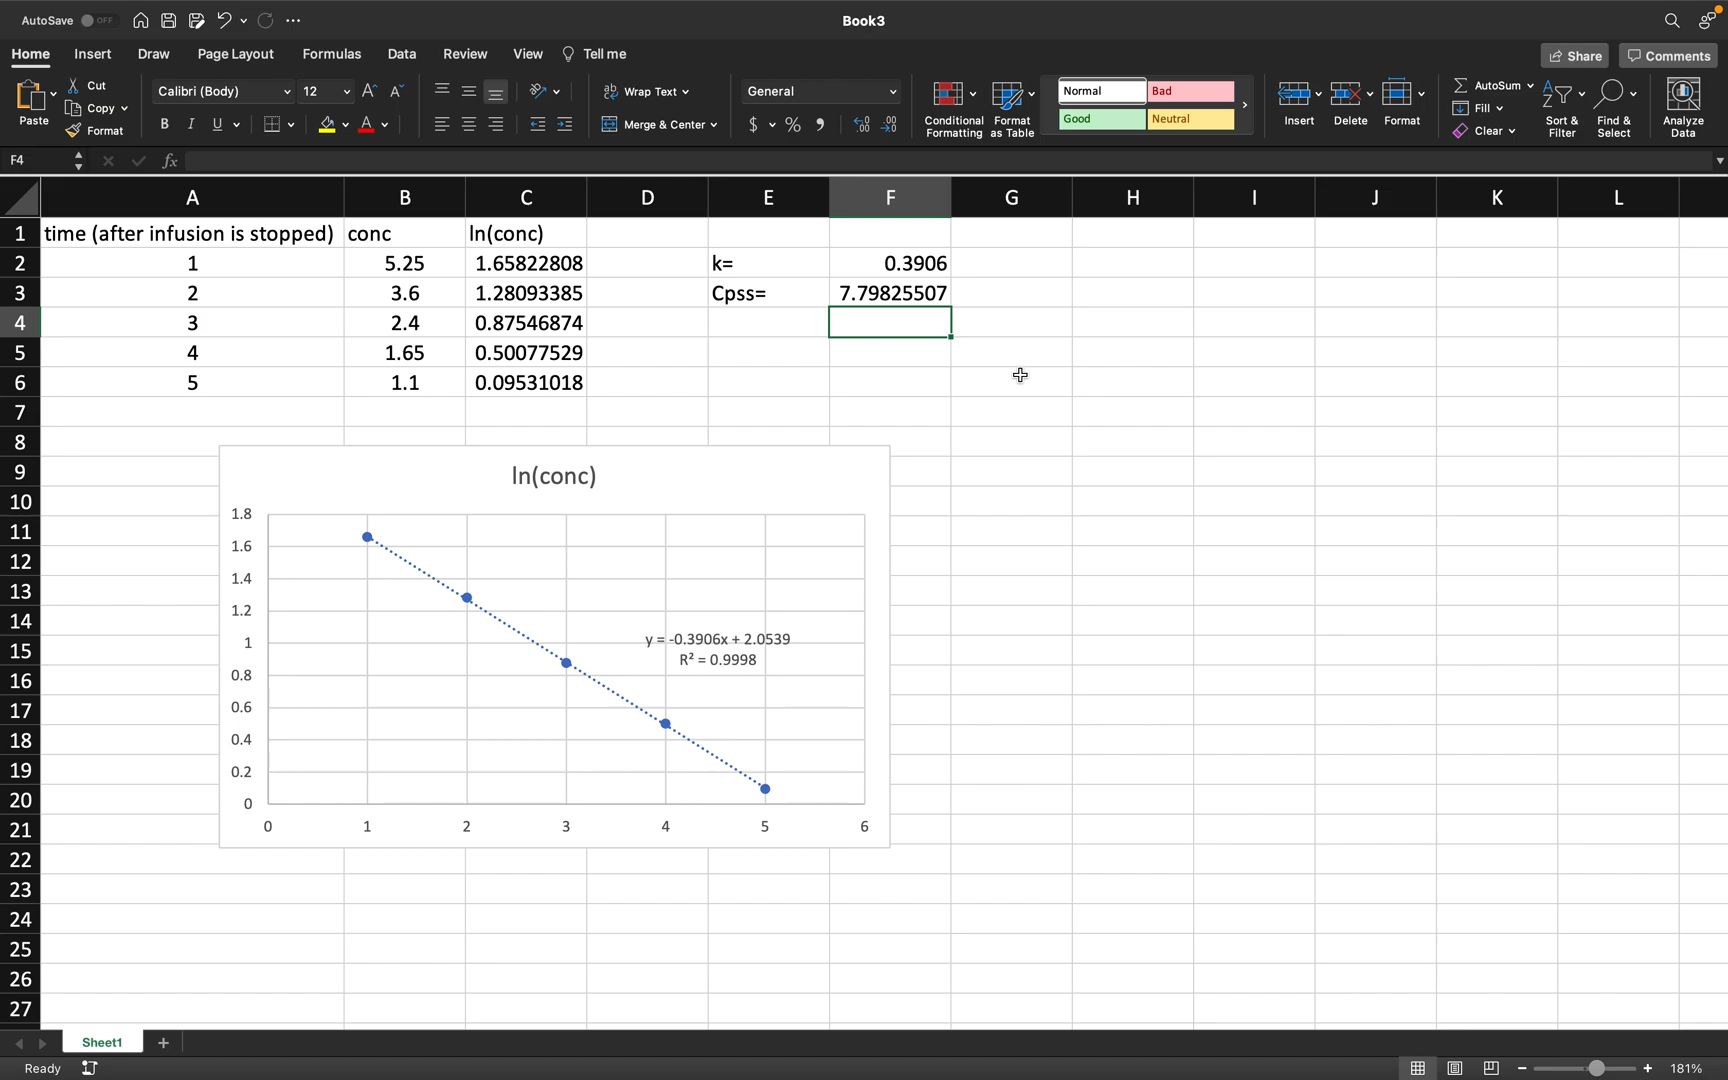 AutoSave OFF Book3
Home Insert Draw Page Layout Formulas Data Review View Tell me Share Comments
Paste Cut Copy Format
Calibri (Body) 12
B I U
Wrap Text
Merge & Center
General
$ % ,
Conditional Formatting Format as Table
Normal Bad
Good Neutral
Insert Delete Format
AutoSum
Fill
Clear
Sort & Filter Find & Select Analyze Data
F4 fx
A B C D E F G H I J K L
1 time (after infusion is stopped) conc ln(conc)
2 1 5.25 1.65822808 k= 0.3906
3 2 3.6 1.28093385 Cpss= 7.79825507
4 3 2.4 0.87546874
5 4 1.65 0.50077529
6 5 1.1 0.09531018
7
8
9
10
11
12
13
14
15
16
17
18
19
20
21
22
23
24
25
26
27
ln(conc)
1.8
1.6
1.4
1.2
1
0.8
0.6
0.4
0.2
0
y = -0.3906x + 2.0539
R² = 0.9998
0 1 2 3 4 5 6
Sheet1
Ready 181%